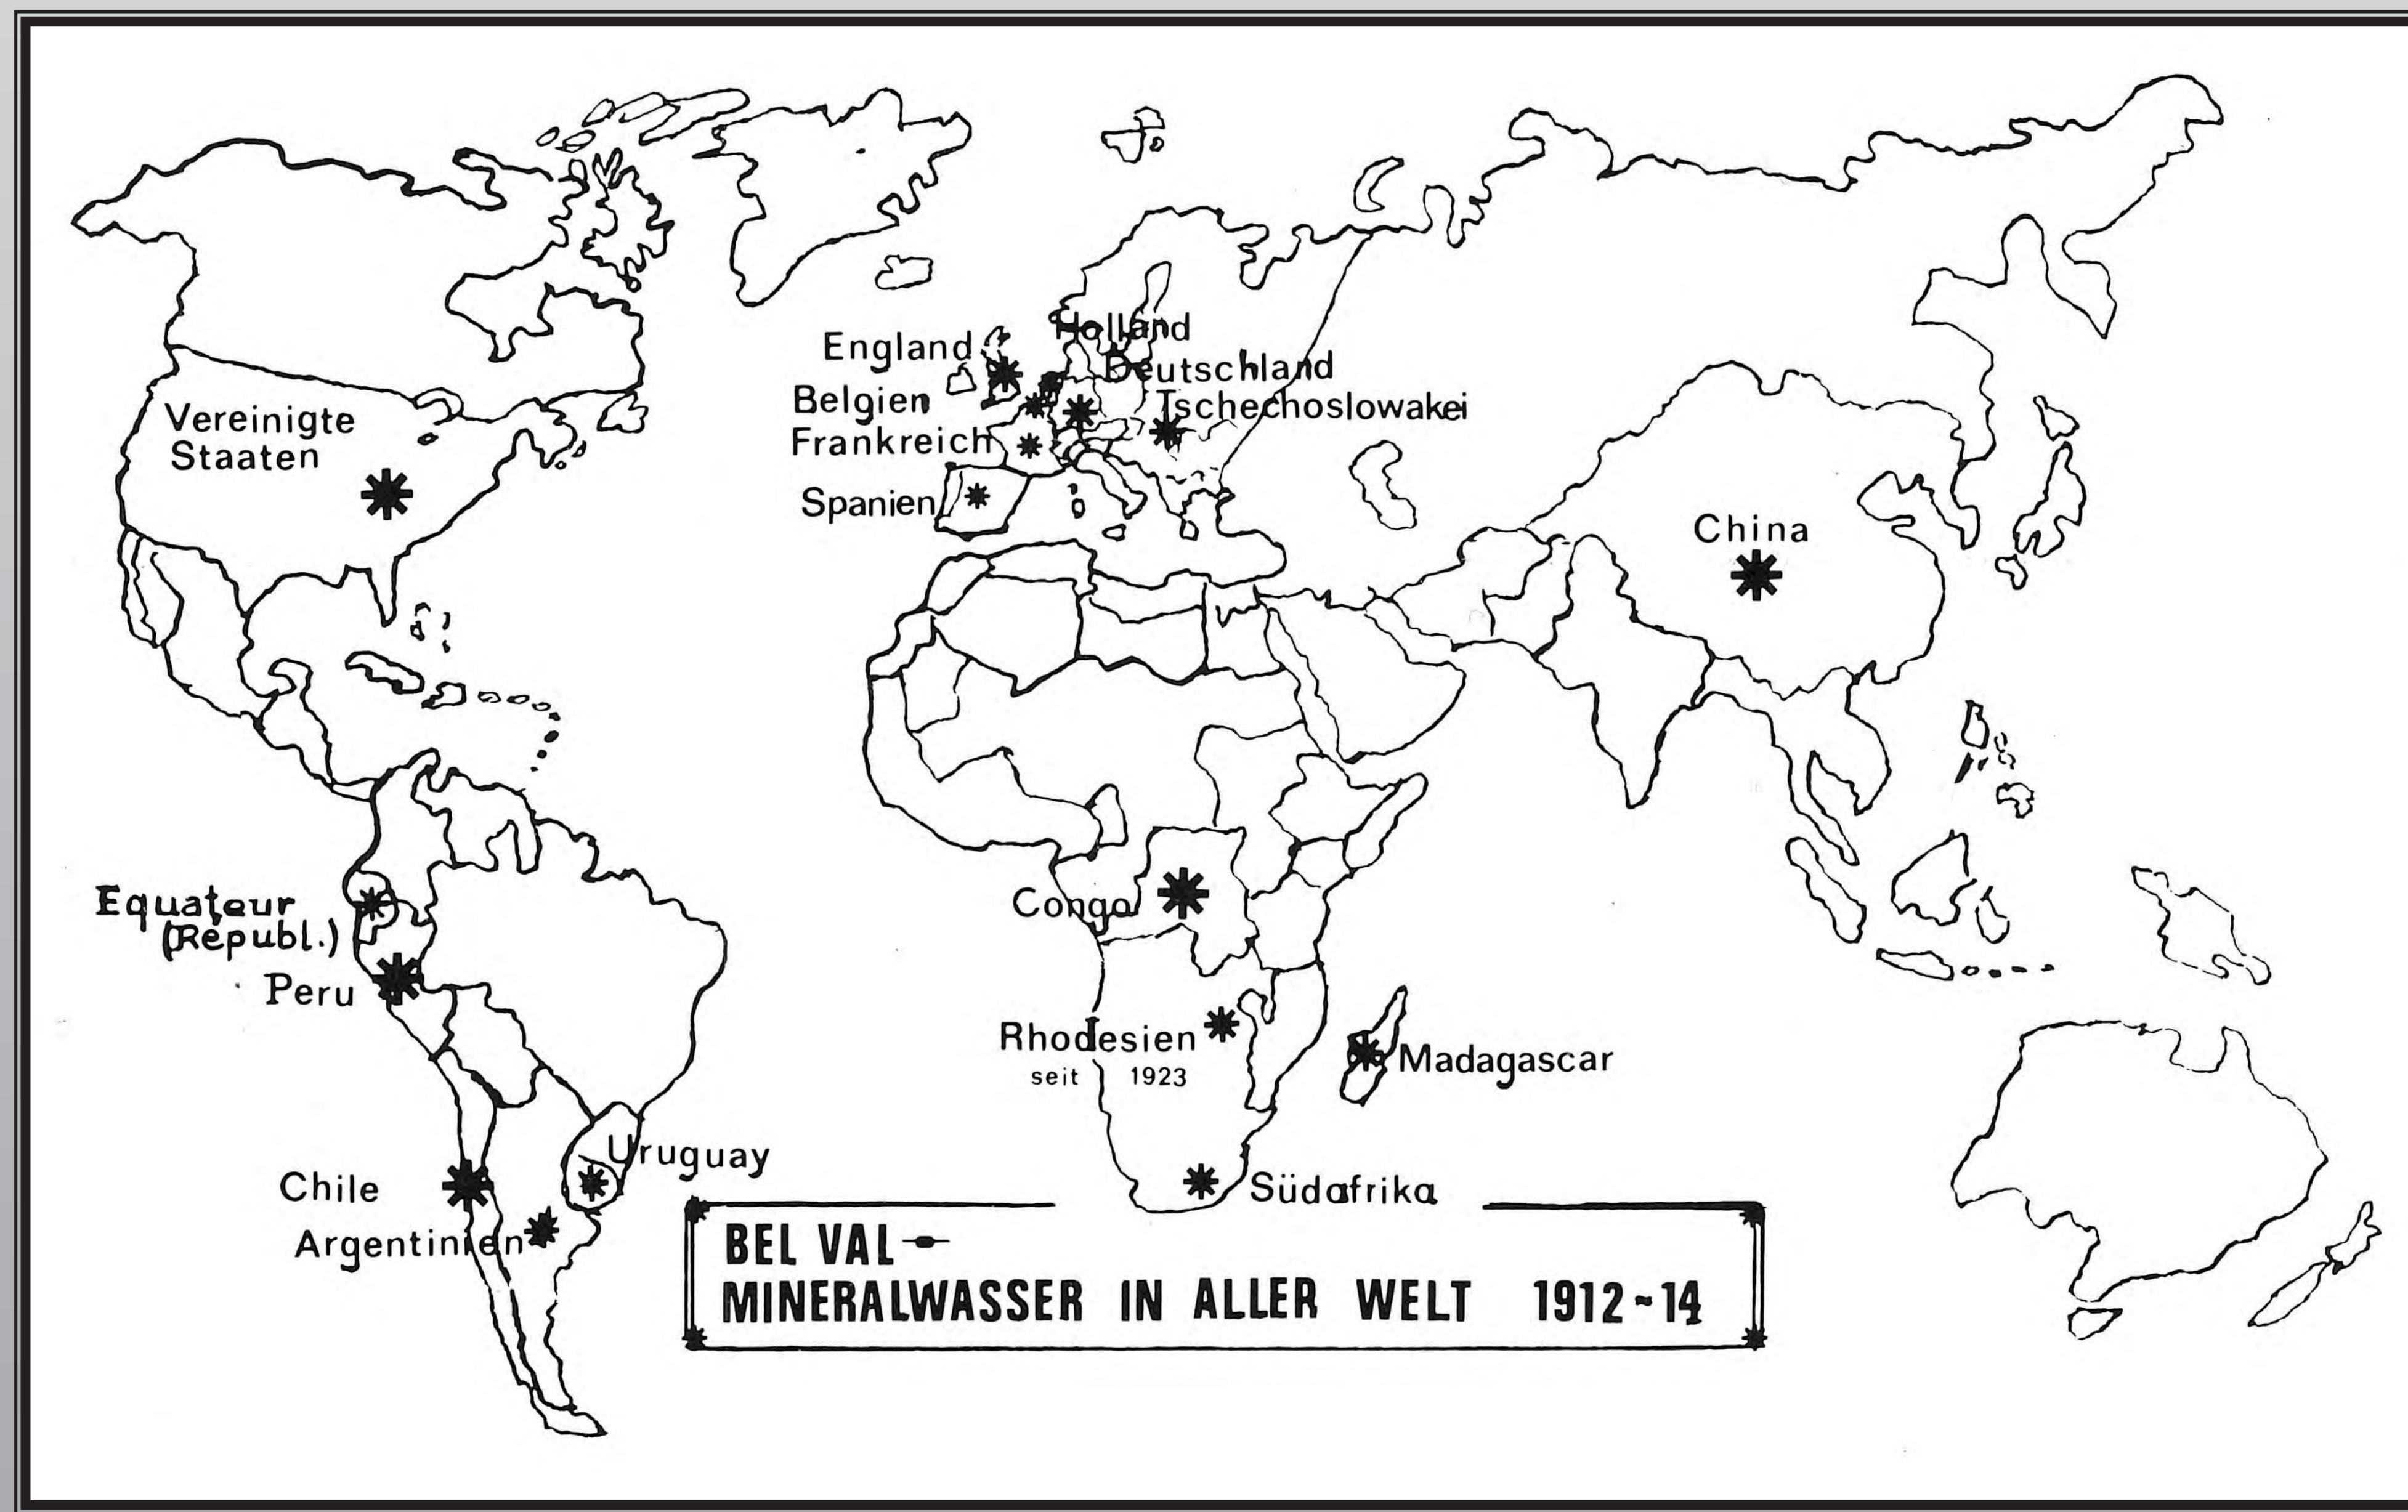 Holland
England
Deutschland
Belgien
Tschechoslowakei
Vereinigte
Staaten
Frankreich
Spanien
China
Equateur
(Républ.)
Congo
Peru
Rhodesien
seit 1923
Madagascar
Uruguay
Chile
Südafrika
Argentinien
BEL VAL-
MINERALWASSER IN ALLER WELT 1912-14